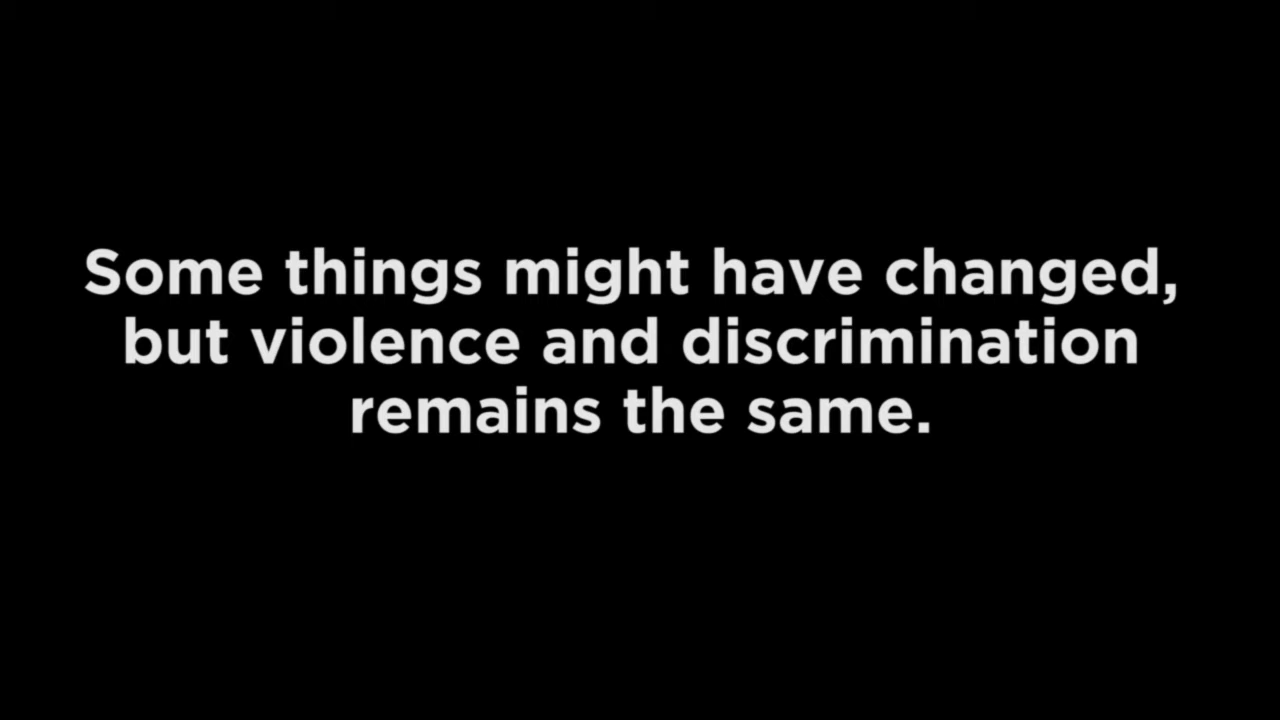 Some things might have changed,
but violence and discrimination
remains the same.